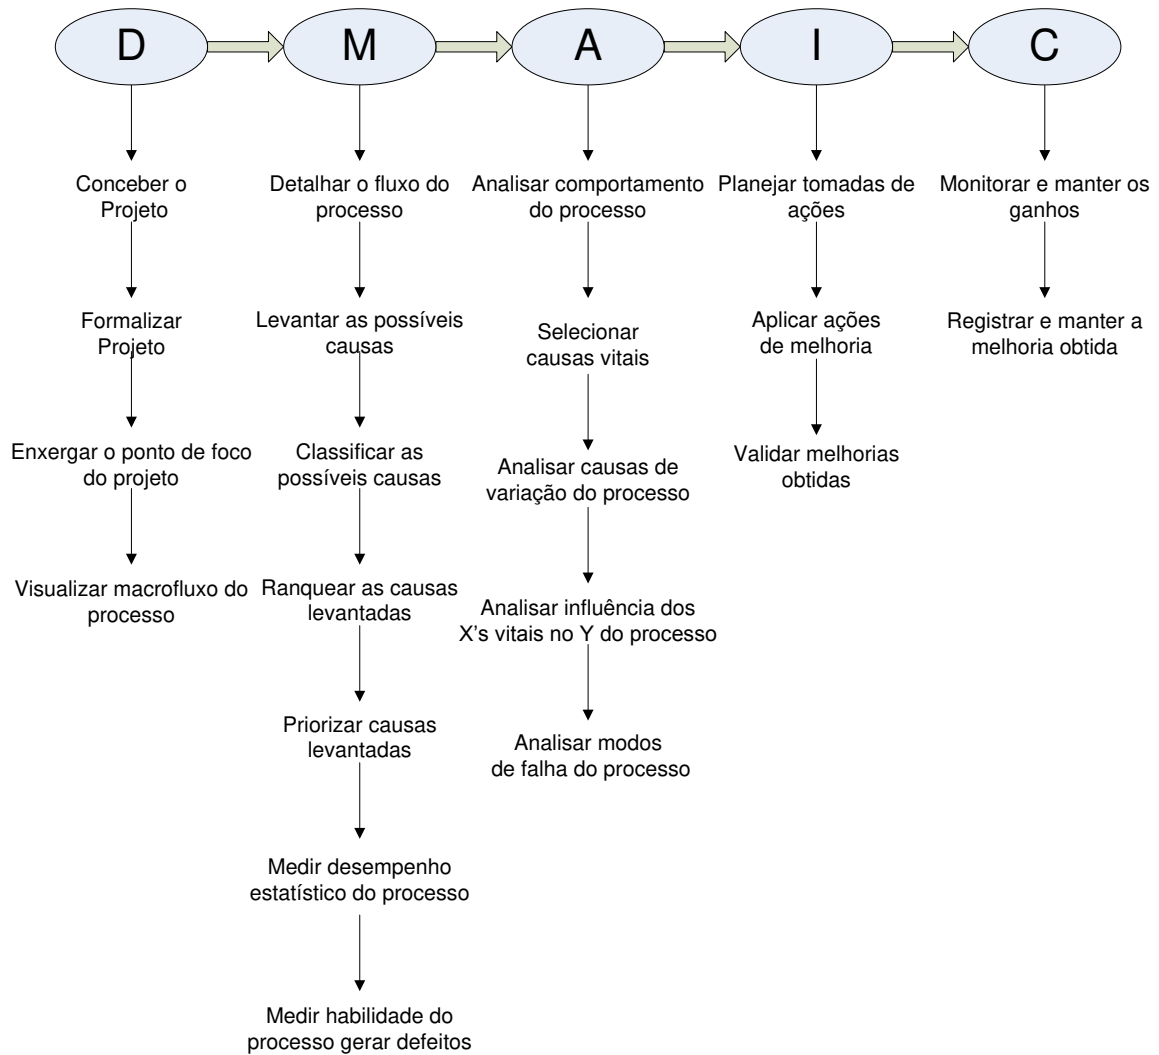 D
M
A
I
C
Conceber o
Projeto
Formalizar
Projeto
Enxergar o ponto de foco
do projeto
Visualizar macrofluxo do
processo
Detalhar o fluxo do
processo
Levantar as possíveis
causas
Classificar as
possíveis causas
Ranquear as causas
levantadas
Priorizar causas
levantadas
Medir desempenho
estatístico do processo
Medir habilidade do
processo gerar defeitos
Analisar comportamento
do processo
Selecionar
causas vitais
Analisar causas de
variação do processo
Analisar influência dos
X's vitais no Y do processo
Analisar modos
de falha do processo
Planejar tomadas de
ações
Aplicar ações
de melhoria
Validar melhorias
obtidas
Monitorar e manter os
ganhos
Registrar e manter a
melhoria obtida